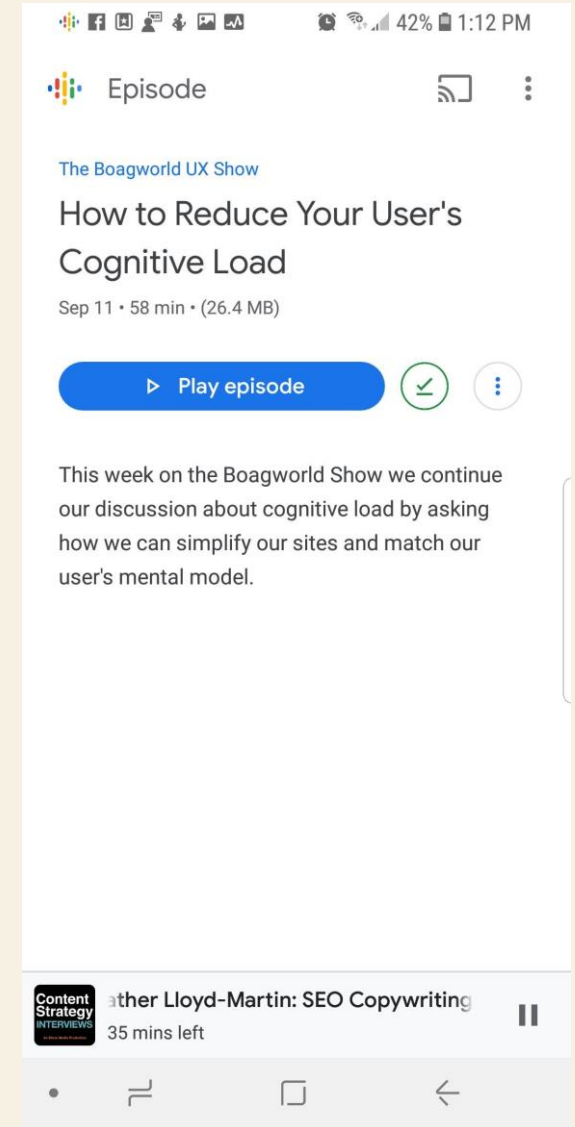 42% 1:12 PM
Episode
The Boagworld UX Show
How to Reduce Your User's
Cognitive Load
Sep 11 • 58 min • (26.4 MB)
Play episode
This week on the Boagworld Show we continue
our discussion about cognitive load by asking
how we can simplify our sites and match our
user's mental model.
Content
Strategy
INTERVIEWS
ather Lloyd-Martin: SEO Copywriting
35 mins left